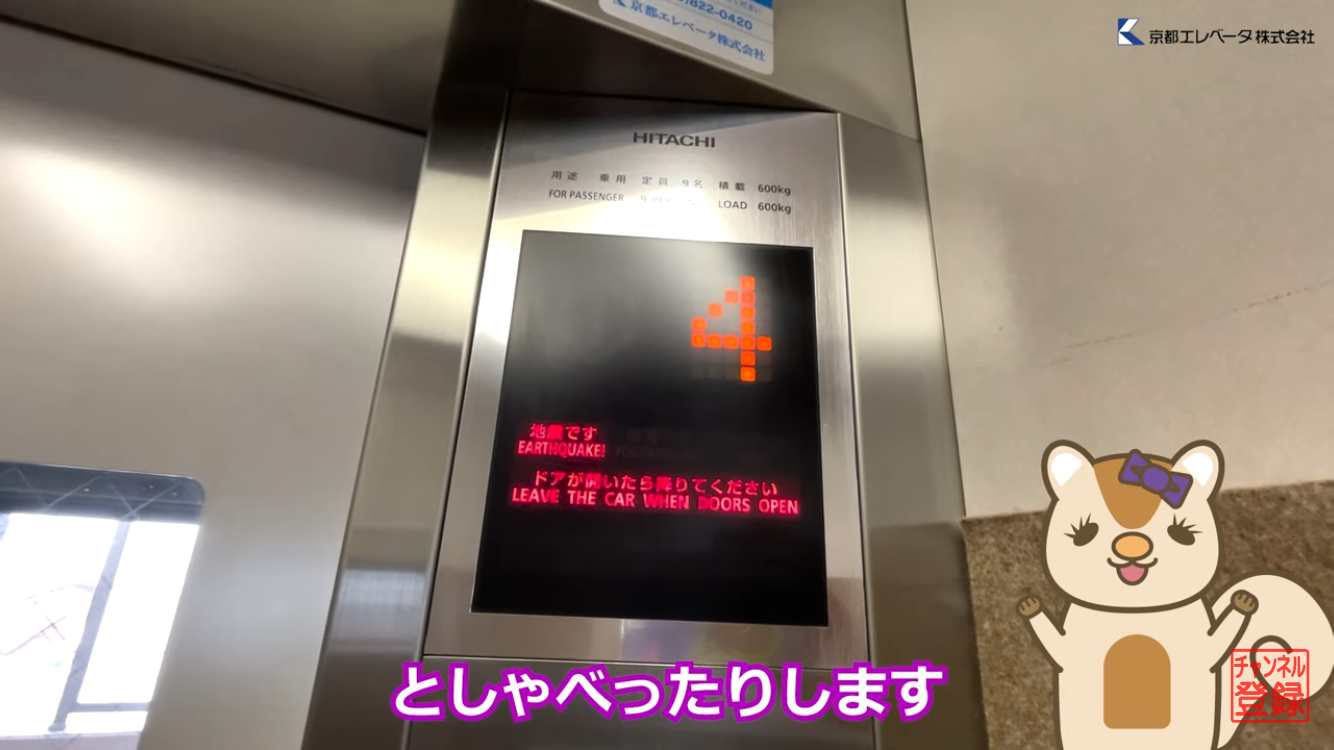 822-0420
京都エレベータ株式会社
京都エレベータ株式会社
HITACHI
用途 乗用 定員 9名 積載 600kg
FOR PASSENGER 9 LOAD 600kg
4
地震です
EARTHQUAKE!
ドアが開いたら降りてください
LEAVE THE CAR WHEN DOORS OPEN
としゃべったりします
チャンネル
登録